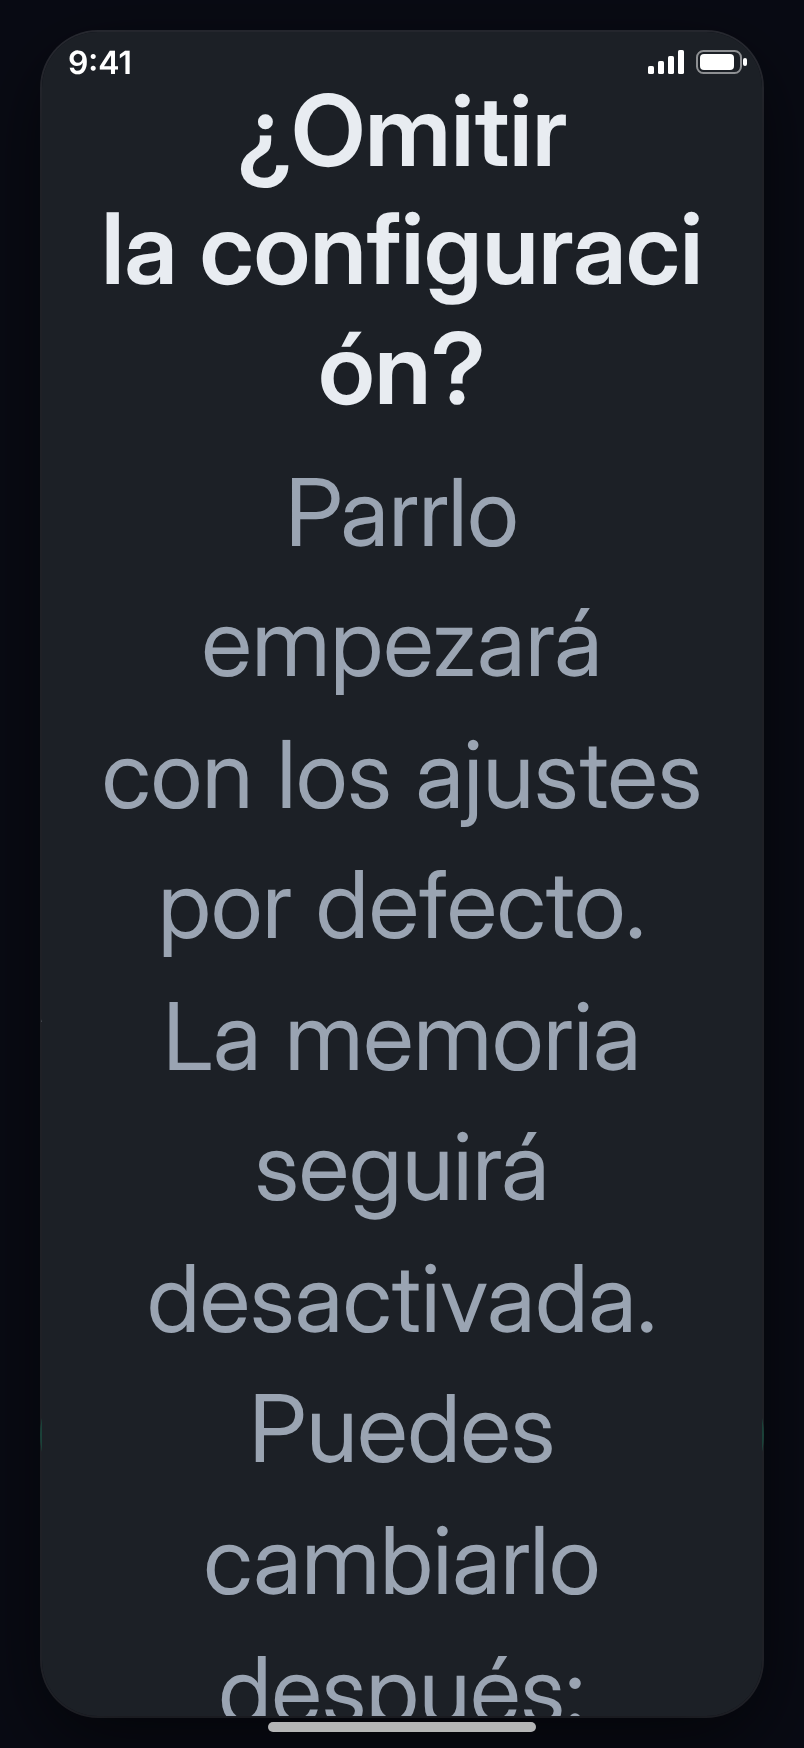 9:41
¿Omitir
la configuraci
ón?
Parrlo
empezará
con los ajustes
por defecto.
La memoria
seguirá
desactivada.
Puedes
cambiarlo
después: